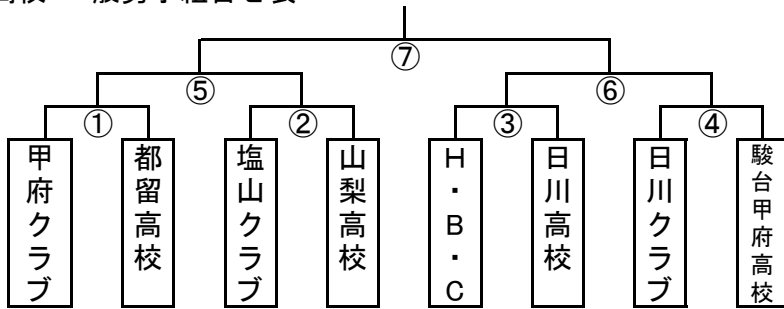 ⑦
⑤
⑥
①
②
③
④
甲府クラブ
都留高校
塩山クラブ
山梨高校
H・B・C
日川高校
日川クラブ
駿台甲府高校